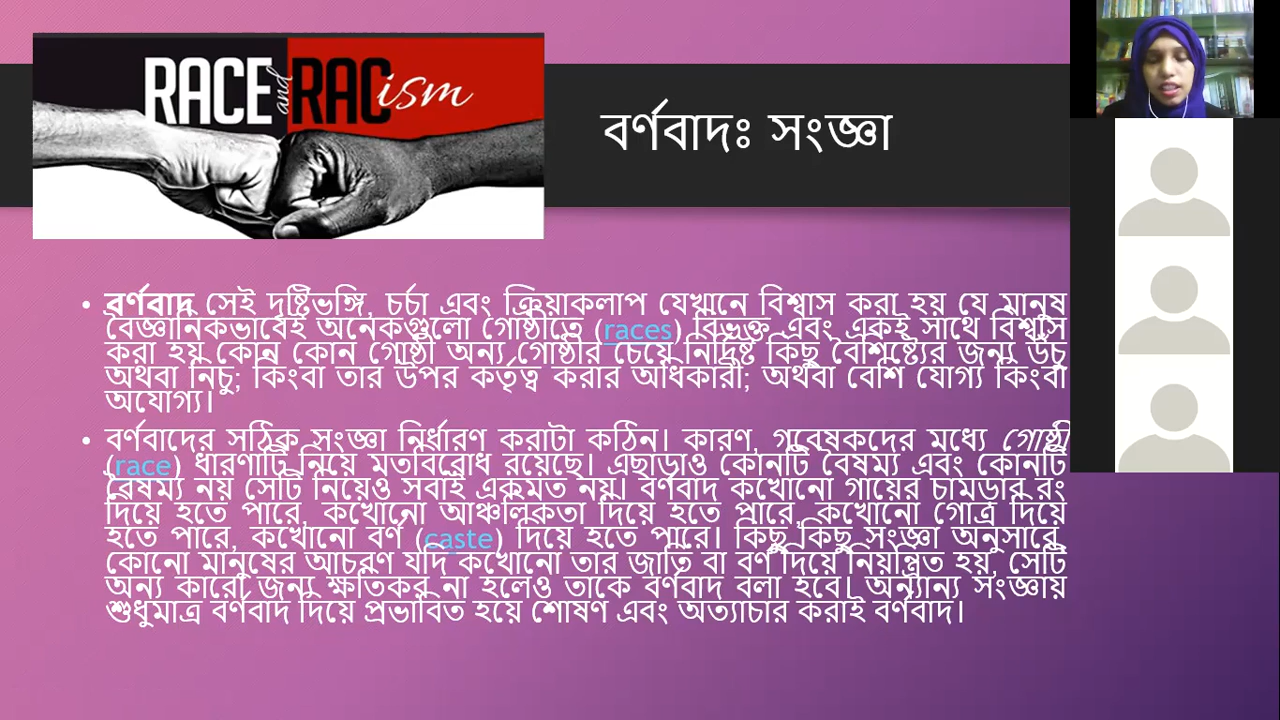 RACE and RACism
বর্ণবাদঃ সংজ্ঞা
• বর্ণবাদ সেই দৃষ্টিভঙ্গি, চর্চা এবং ক্রিয়াকলাপ যেখানে বিশ্বাস করা হয় যে মানুষ
বৈজ্ঞানিকভাবেই অনেকগুলো গোষ্ঠীতে (races) বিভক্ত এবং একই সাথে বিশ্বাস
করা হয় কোন কোন গোষ্ঠী অন্য গোষ্ঠীর চেয়ে নির্দিষ্ট কিছু বৈশিষ্ট্যের জন্য উঁচু
অথবা নিচু; কিংবা তার উপর কর্তৃত্ব করার অধিকারী; অথবা বেশি যোগ্য কিংবা
অযোগ্য।
• বর্ণবাদের সঠিক সংজ্ঞা নির্ধারণ করাটা কঠিন। কারণ, গবেষকদের মধ্যে গোষ্ঠী
(race) ধারণাটি নিয়ে মতবিরোধ রয়েছে। এছাড়াও কোনটি বৈষম্য এবং কোনটি
বৈষম্য নয় সেটি নিয়েও সবাই একমত নয়। বর্ণবাদ কখোনো গায়ের চামড়ার রং
দিয়ে হতে পারে, কখোনো আঞ্চলিকতা দিয়ে হতে পারে, কখোনো গোত্র দিয়ে
হতে পারে, কখোনো বর্ণ (caste) দিয়ে হতে পারে। কিছু কিছু সংজ্ঞা অনুসারে,
কোনো মানুষের আচরণ যদি কখোনো তার জাতি বা বর্ণ দিয়ে নিয়ন্ত্রিত হয়, সেটি
অন্য কারো জন্য ক্ষতিকর না হলেও তাকে বর্ণবাদ বলা হবে। অন্যান্য সংজ্ঞায়
শুধুমাত্র বর্ণবাদ দিয়ে প্রভাবিত হয়ে শোষণ এবং অত্যাচার করাই বর্ণবাদ।